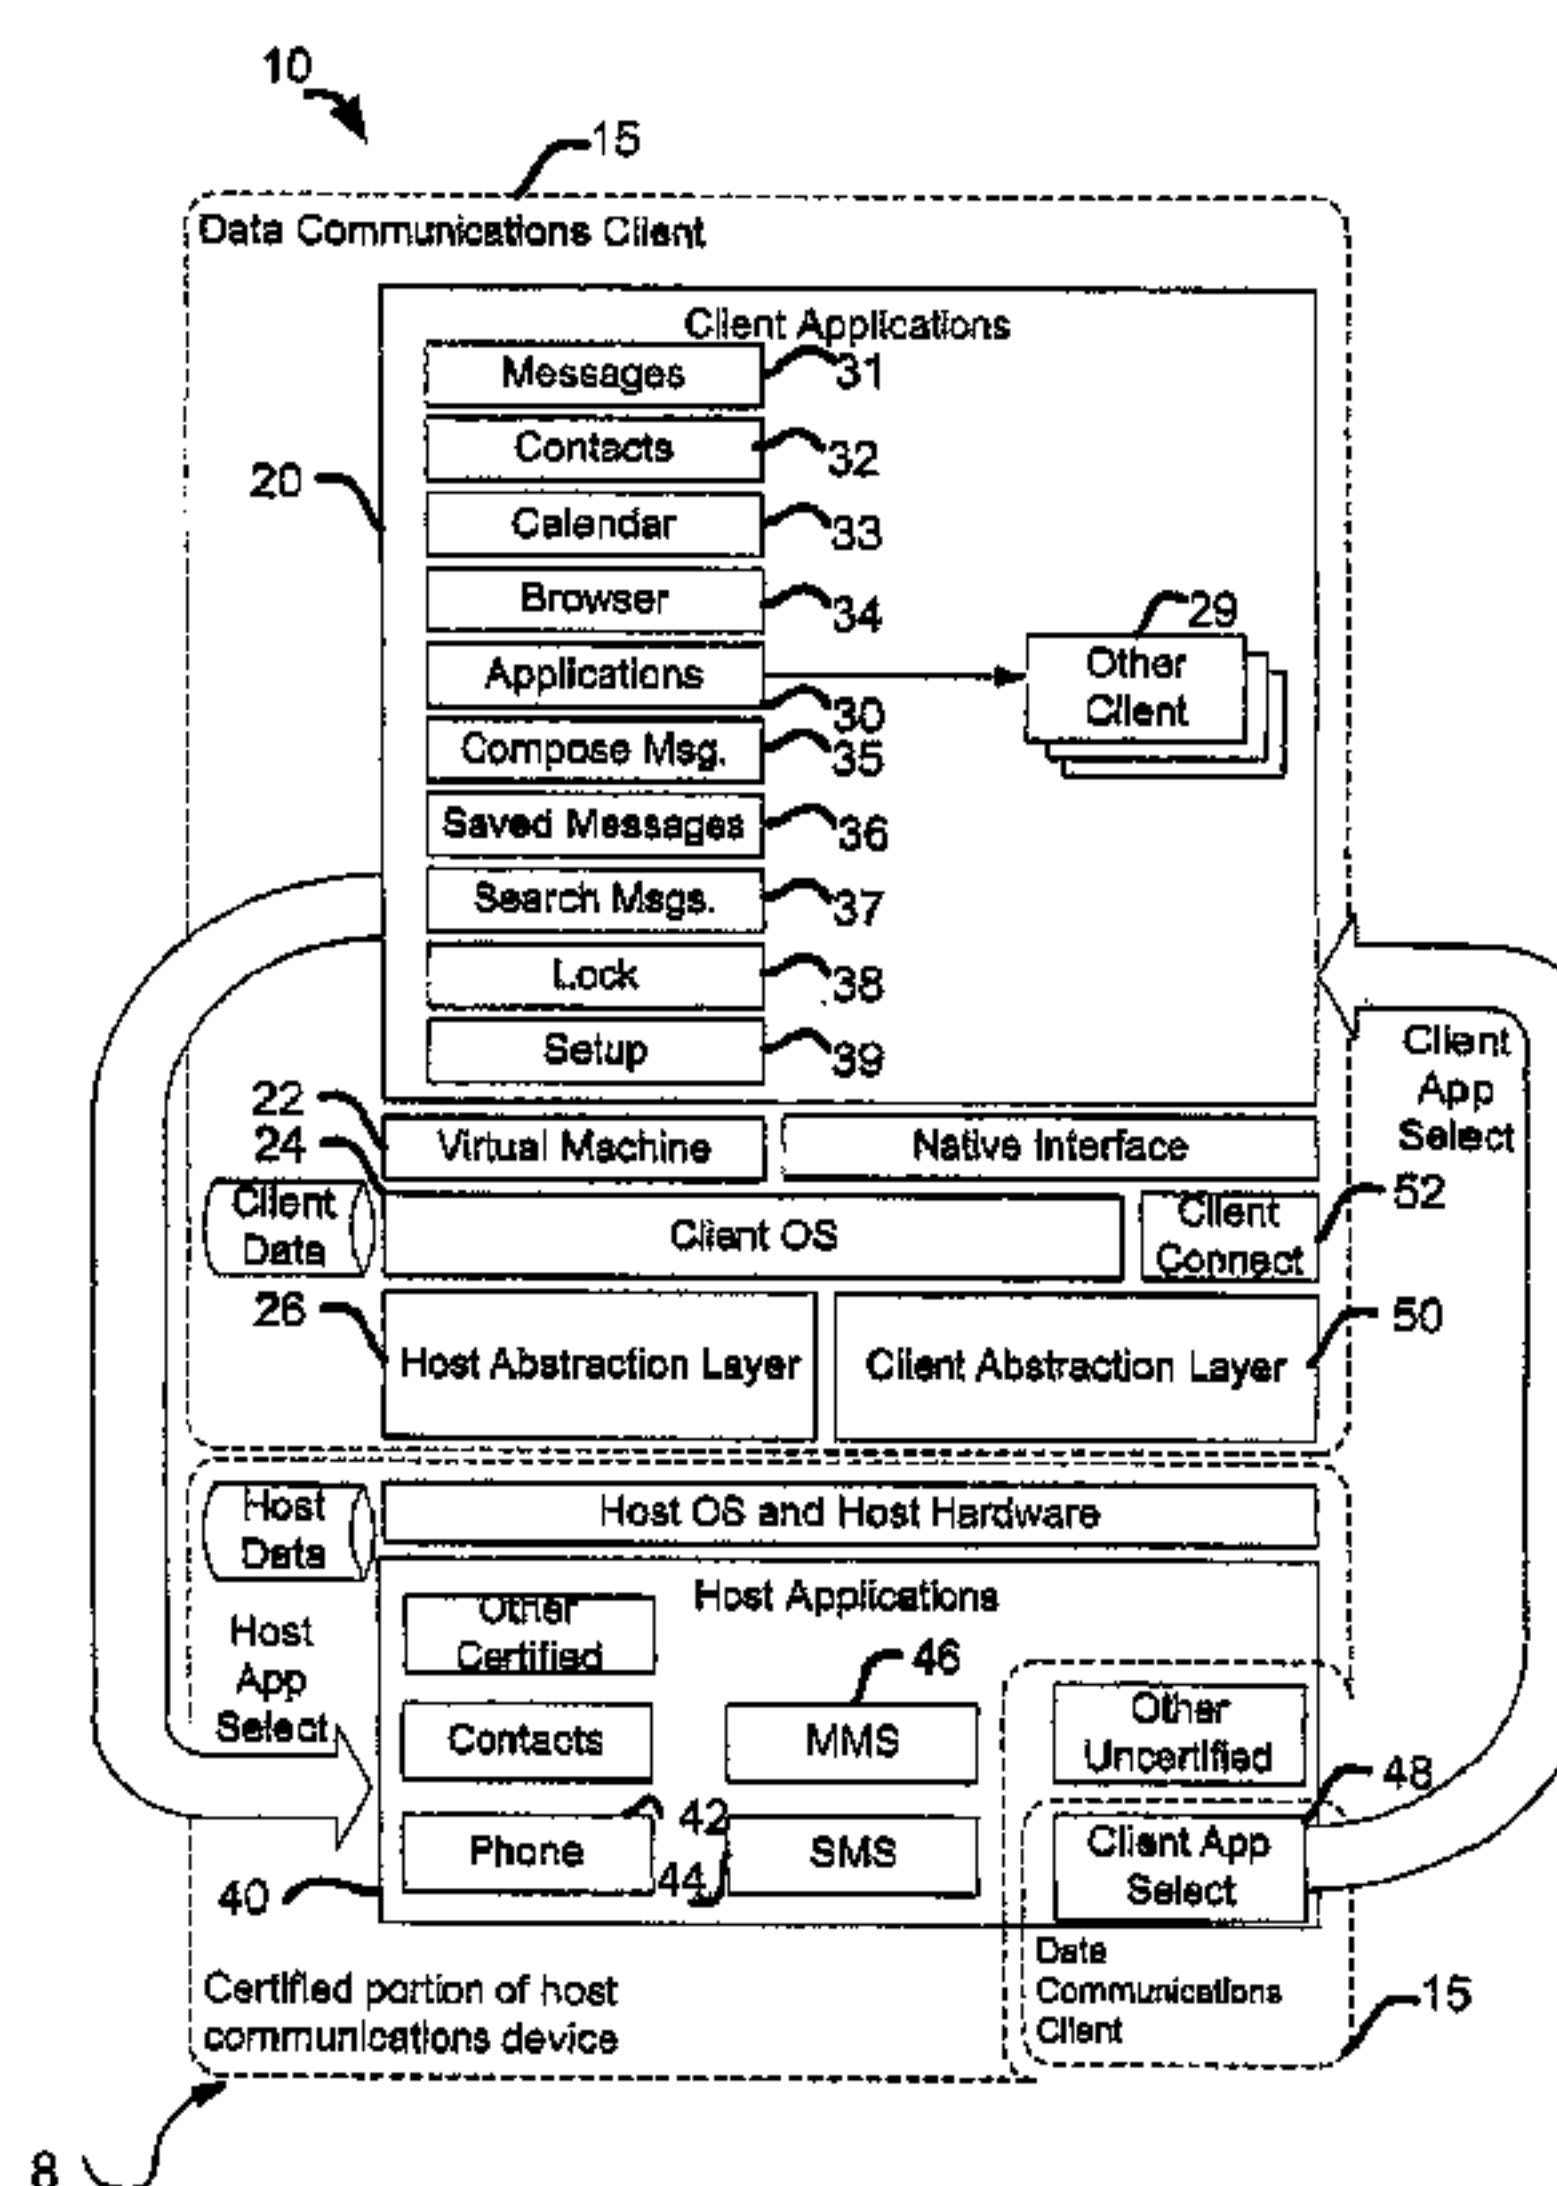 10
15
Data Communications Client
Client Applications
Messages
31
Contacts
32
20
Calendar
33
Browser
34
29
Other
Client
Applications
30
Compose Msg.
35
Saved Messages
36
Search Msgs.
37
Lock
38
Setup
39
Client
App
Select
22
Virtual Machine
Native Interface
24
Client
Data
Client OS
Client
Connect
52
26
Host Abstraction Layer
Client Abstraction Layer
50
Host
Data
Host OS and Host Hardware
Host Applications
Other
Certified
Host
App
Select
46
Contacts
MMS
Other
Uncertified
48
42
Phone
44
SMS
Client App
Select
40
Data
Communications
Client
15
Certified portion of host
communications device
8